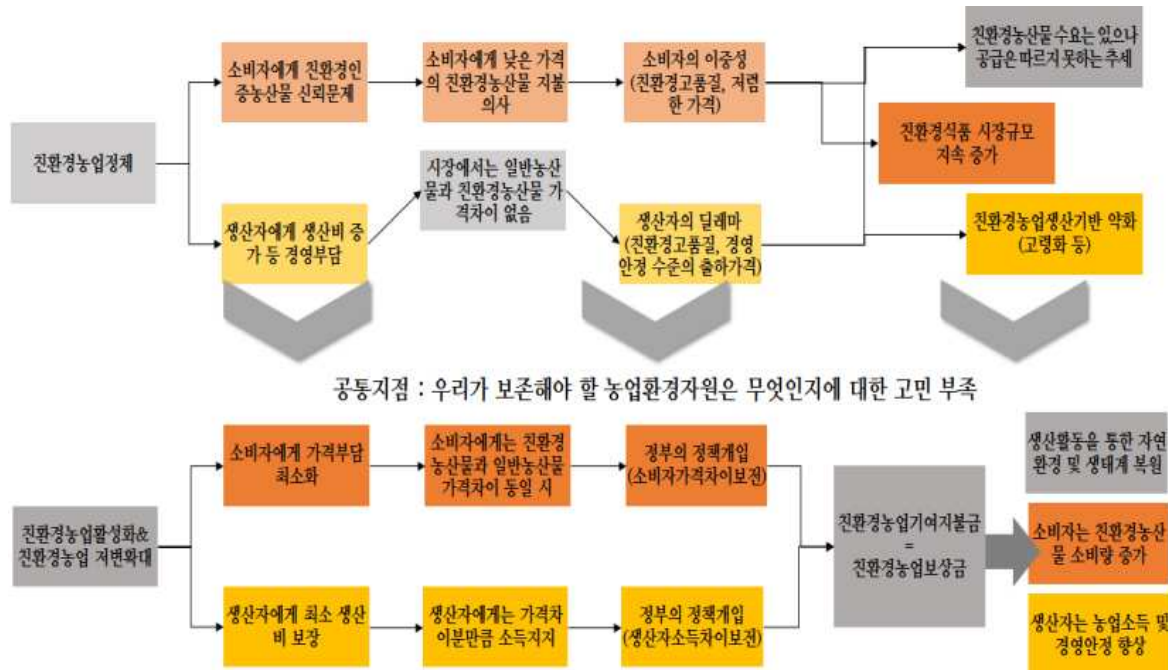 소비자에게 친환경인
증농산물 신뢰문제
소비자에게 낮은 가격
의 친환경농산물 지불
의사
소비자의 이중성
(친환경고품질, 저렴
한 가격)
친환경농산물 수요는 있으나
공급은 따르지 못하는 추세
친환경농업정체
친환경식품 시장규모
지속 증가
시장에서는 일반농산
물과 친환경농산물 가
격차이 없음
생산자에게 생산비 증
가 등 경영부담
생산자의 딜레마
(친환경고품질, 경영
안정 수준의 출하가격)
친환경농업생산기반 약화
(고령화 등)
공통지점 : 우리가 보존해야 할 농업환경자원은 무엇인지에 대한 고민 부족
소비자에게 가격부담
최소화
소비자에게는 친환경
농산물과 일반농산물
가격차이 동일 시
정부의 정책개입
(소비자가격차이보전)
생산활동을 통한 자연
환경 및 생태계 복원
친환경농업활성화&
친환경농업 저변확대
친환경농업기여지불금
=
친환경농업보상금
소비자는 친환경농산
물 소비량 증가
생산자에게 최소 생산
비 보장
생산자에게는 가격차
이분만큼 소득지지
정부의 정책개입
(생산자소득차이보전)
생산자는 농업소득 및
경영안정 향상